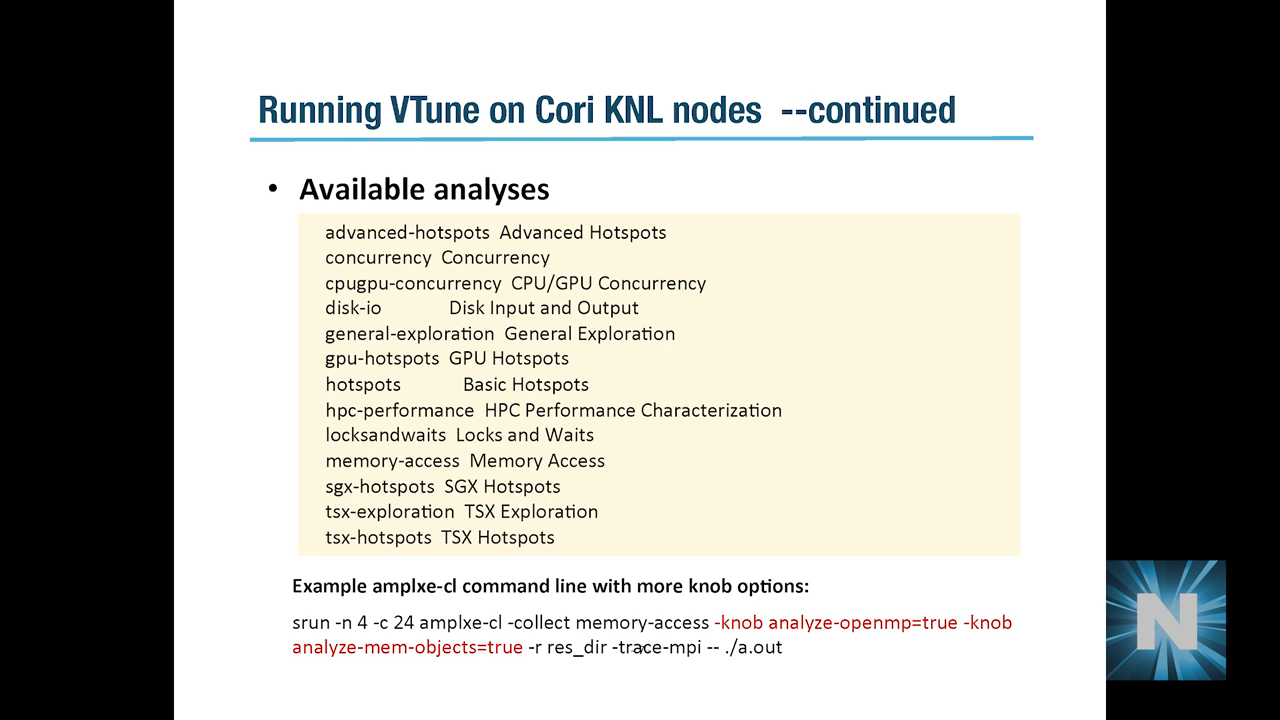 Running VTune on Cori KNL nodes --continued
• Available analyses
advanced-hotspots Advanced Hotspots
concurrency Concurrency
cpugpu-concurrency CPU/GPU Concurrency
disk-io Disk Input and Output
general-exploration General Exploration
gpu-hotspots GPU Hotspots
hotspots Basic Hotspots
hpc-performance HPC Performance Characterization
locksandwaits Locks and Waits
memory-access Memory Access
sgx-hotspots SGX Hotspots
tsx-exploration TSX Exploration
tsx-hotspots TSX Hotspots
Example amplxe-cl command line with more knob options:
srun -n 4 -c 24 amplxe-cl -collect memory-access -knob analyze-openmp=true -knob
analyze-mem-objects=true -r res_dir -trace-mpi -- ./a.out
N